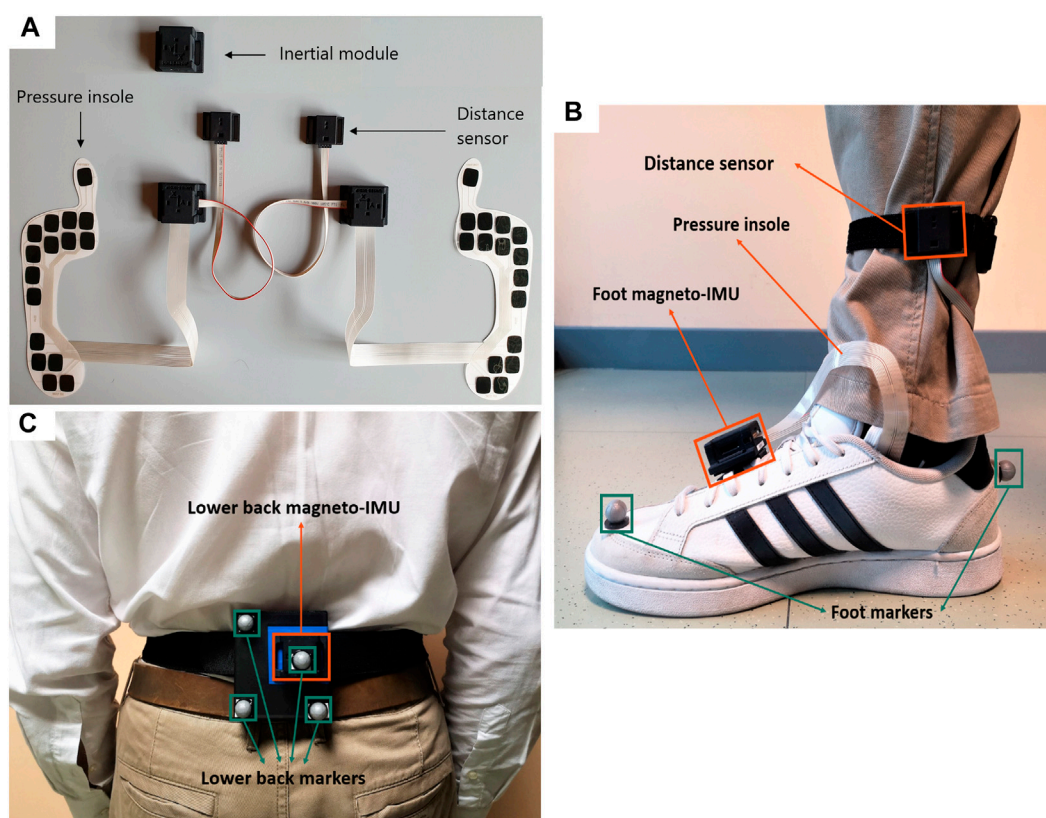 A
Inertial module
Pressure insole
Distance
sensor
B
Distance sensor
Pressure insole
Foot magneto-IMU
Foot markers
C
Lower back magneto-IMU
Lower back markers